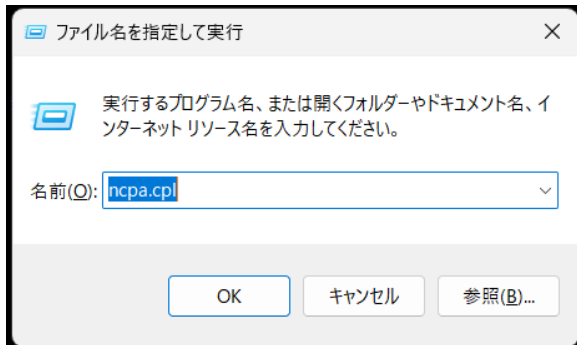 ファイル名を指定して実行
実行するプログラム名、または開くフォルダーやドキュメント名、イ
ンターネット リソース名を入力してください。
名前(O): ncpa.cpl
OK キャンセル 参照(B)...